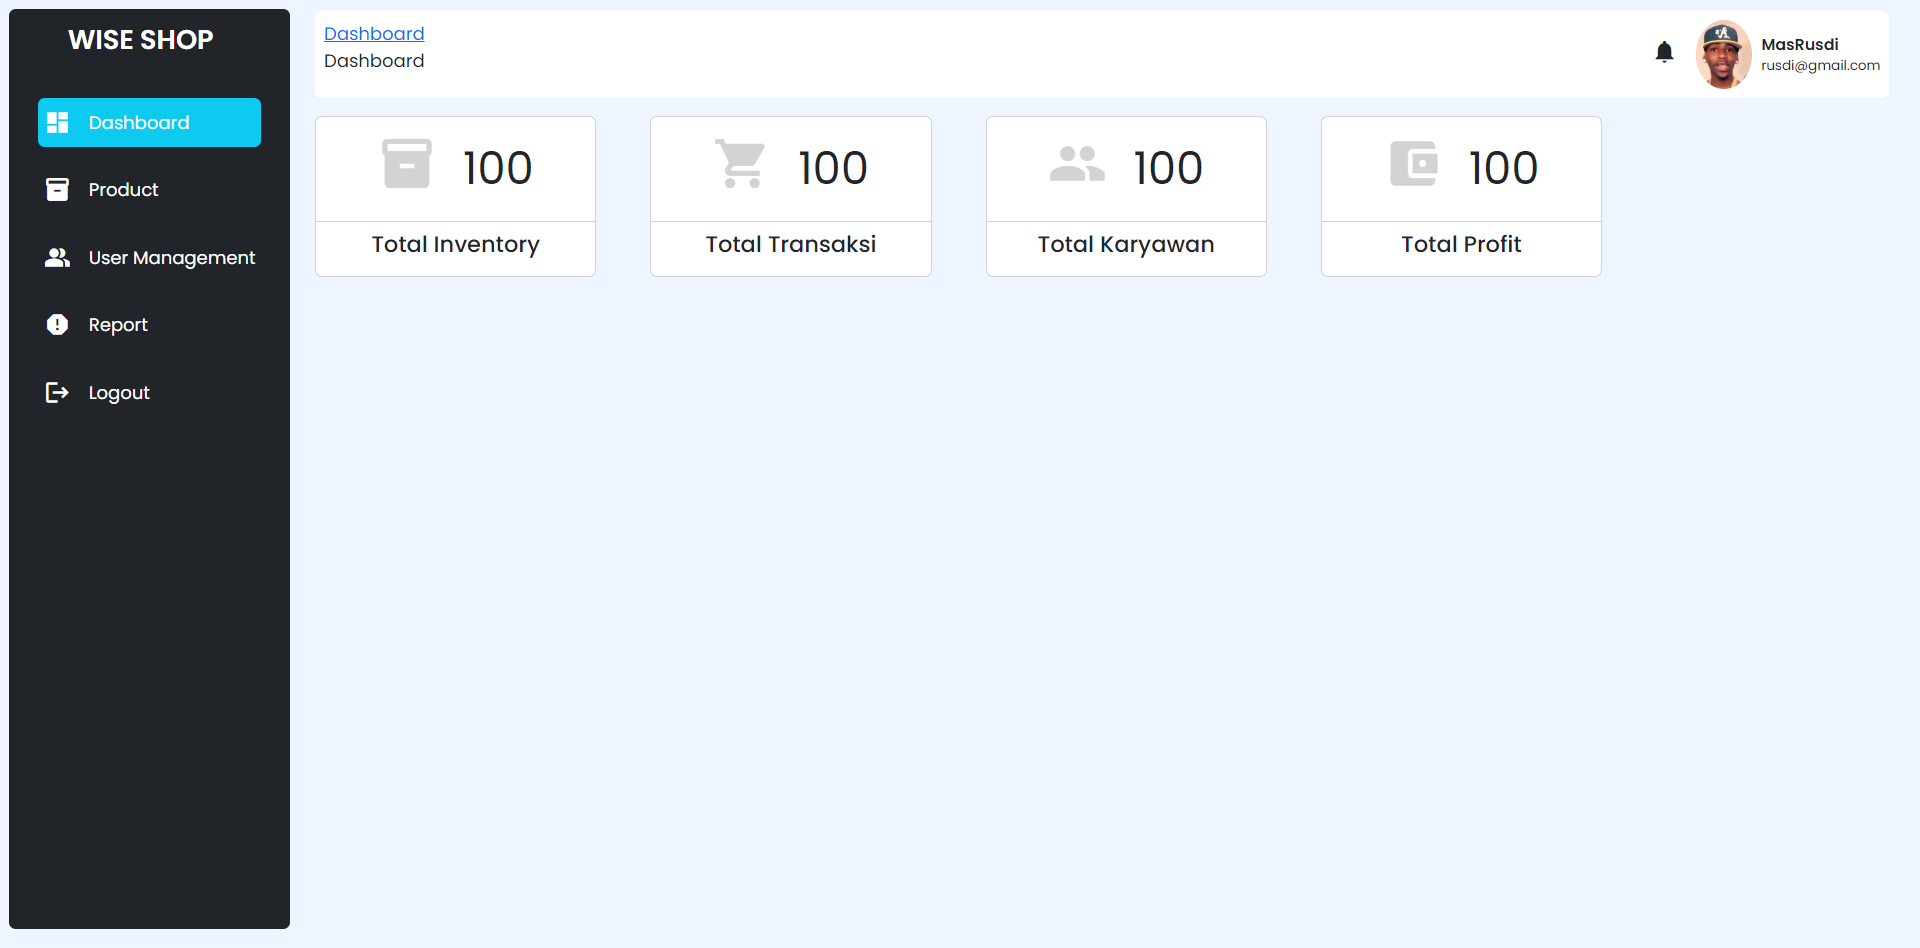 WISE SHOP
Dashboard
Product
User Management
Report
Logout
Dashboard
Dashboard
MasRusdi
rusdi@gmail.com
100
Total Inventory
100
Total Transaksi
100
Total Karyawan
100
Total Profit